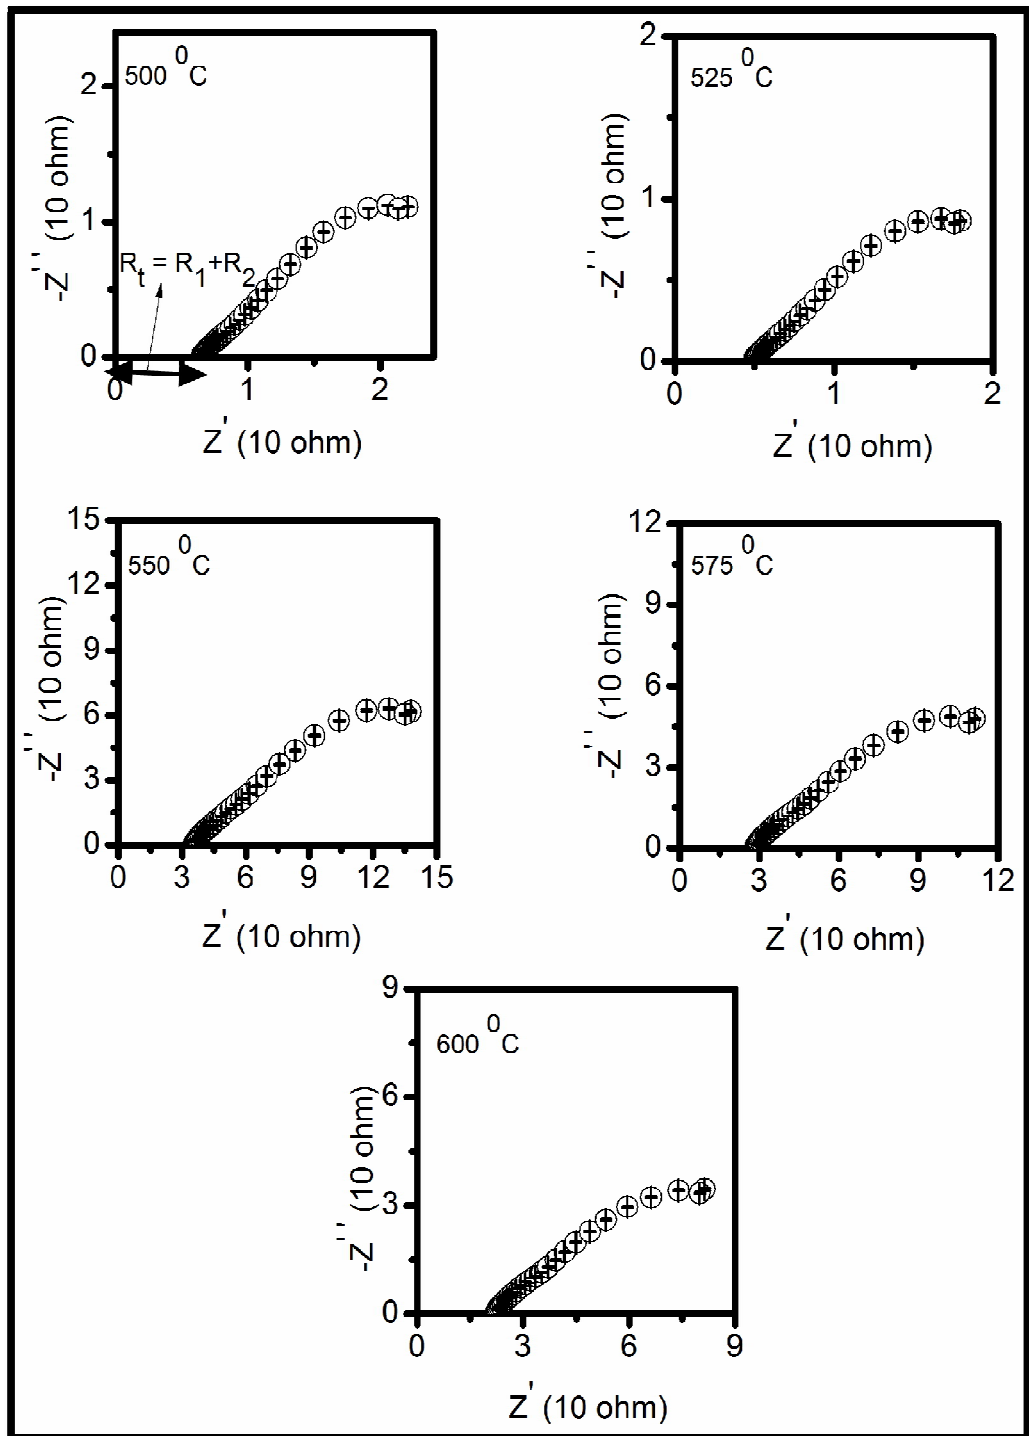 500 ⁰C
2
1
0
-Z'' (10 ohm)
Rt = R1+R2
0 1 2
Z' (10 ohm)
525 ⁰C
2
1
0
-Z'' (10 ohm)
0 1 2
Z' (10 ohm)
550 ⁰C
15
12
9
6
3
0
-Z'' (10 ohm)
0 3 6 9 12 15
Z' (10 ohm)
575 ⁰C
12
9
6
3
0
-Z'' (10 ohm)
0 3 6 9 12
Z' (10 ohm)
600 ⁰C
9
6
3
0
-Z'' (10 ohm)
0 3 6 9
Z' (10 ohm)